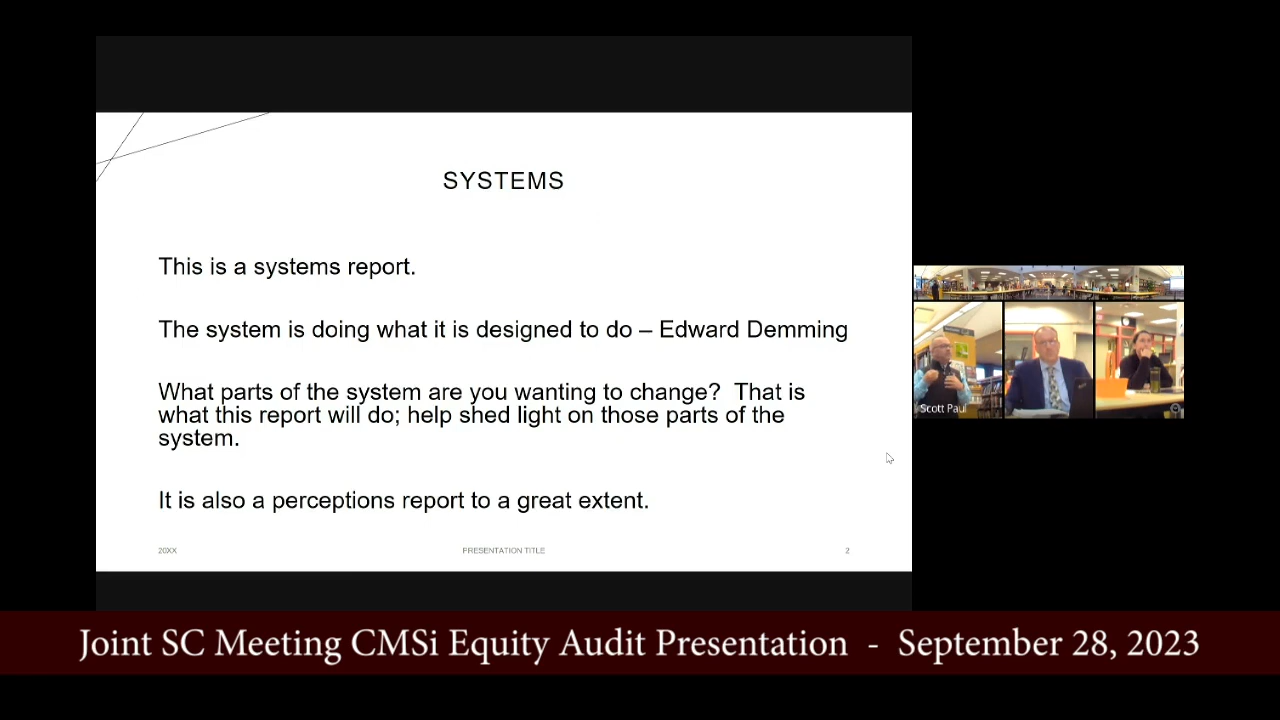 SYSTEMS
This is a systems report.
The system is doing what it is designed to do – Edward Demming
What parts of the system are you wanting to change?  That is
what this report will do; help shed light on those parts of the
system.
It is also a perceptions report to a great extent.
20XX
PRESENTATION TITLE
2
Scott Paul
Joint SC Meeting CMSi Equity Audit Presentation  -  September 28, 2023